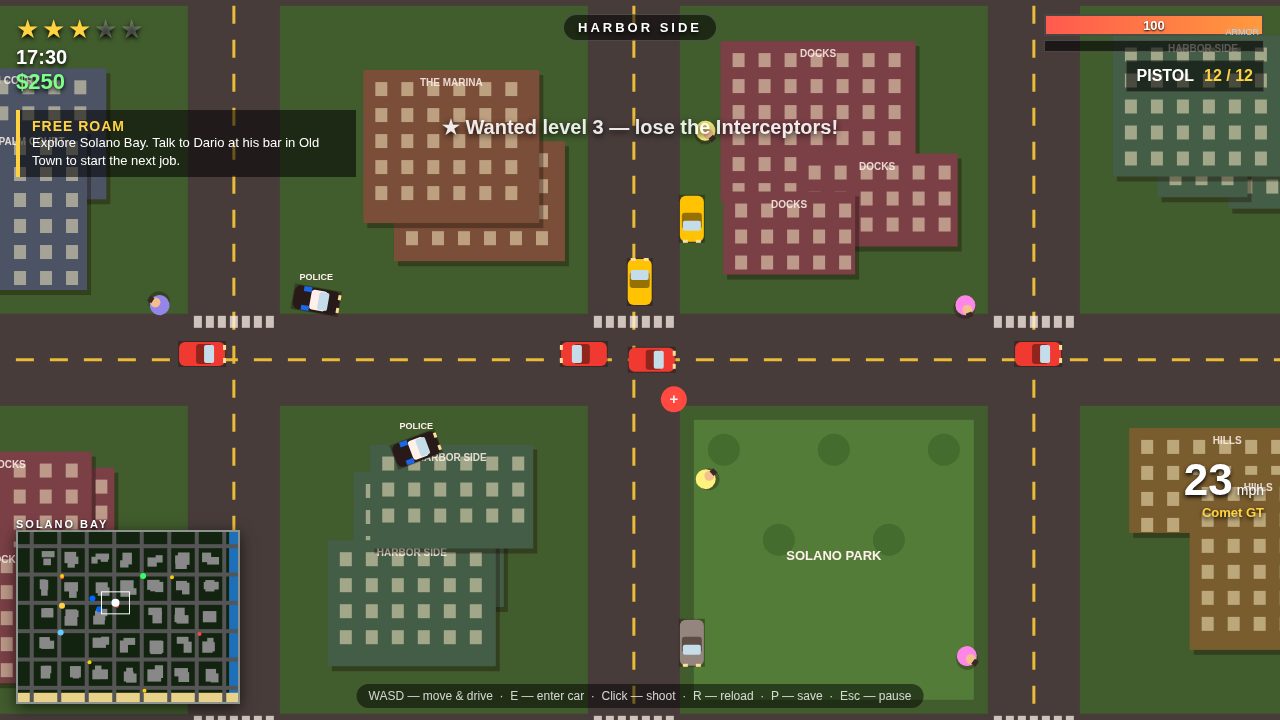 17:30
$250
HARBOR SIDE
100
ARMOR
HARBOR SIDE
PISTOL 12 / 12
FREE ROAM
Explore Solano Bay. Talk to Dario at his bar in Old
Town to start the next job.
★ Wanted level 3 — lose the Interceptors!
THE MARINA
DOCKS
DOCKS
DOCKS
POLICE
POLICE
HARBOR SIDE
HARBOR SIDE
SOLANO PARK
HILLS
HILLS
23 mph
Comet GT
SOLANO BAY
WASD — move & drive · E — enter car · Click — shoot · R — reload · P — save · Esc — pause